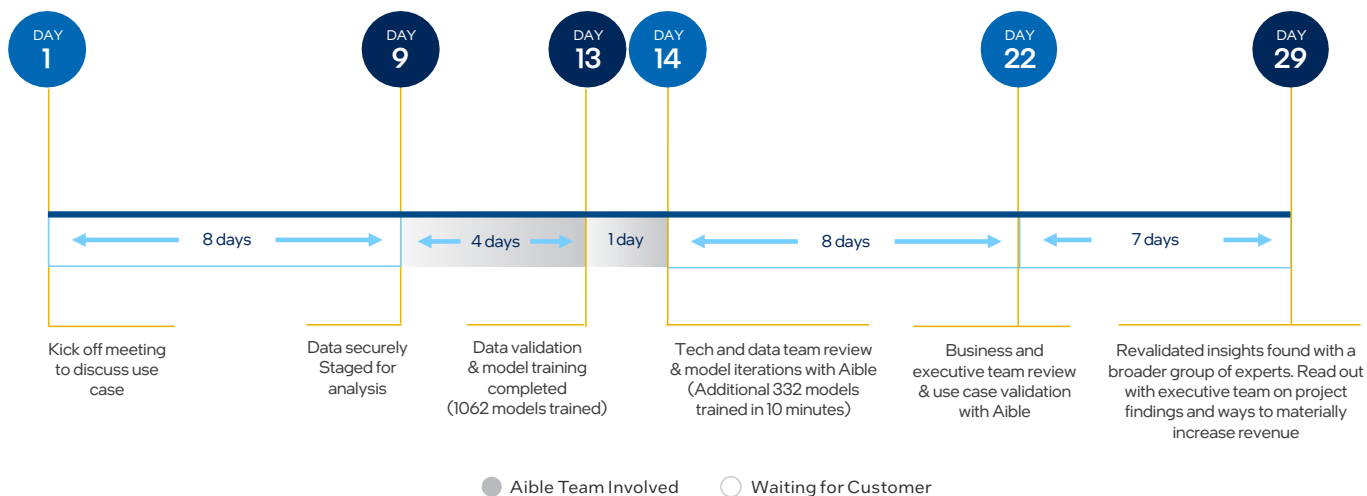 DAY
1
DAY
9
DAY
13
DAY
14
DAY
22
DAY
29
8 days
4 days
1 day
8 days
7 days
Kick off meeting
to discuss use
case
Data securely
Staged for
analysis
Data validation
& model training
completed
(1062 models trained)
Tech and data team review
& model iterations with Aible
(Additional 332 models
trained in 10 minutes)
Business and
executive team review
& use case validation
with Aible
Revalidated insights found with a
broader group of experts. Read out
with executive team on project
findings and ways to materially
increase revenue
Aible Team Involved
Waiting for Customer